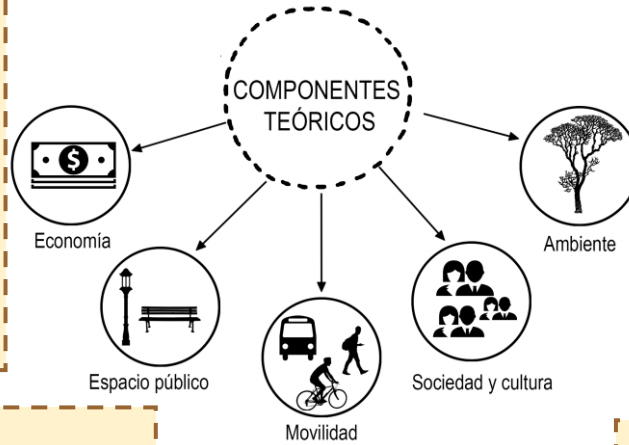 COMPONENTES
TEÓRICOS
$
Economía
Ambiente
Espacio público
Sociedad y cultura
Movilidad